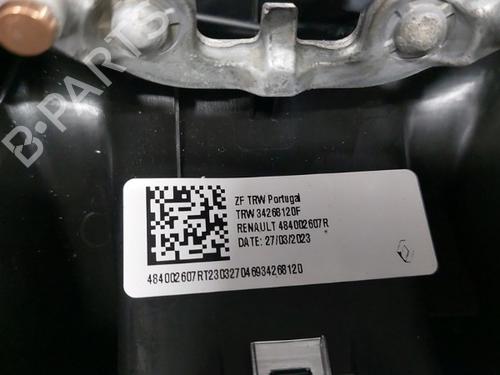 B-PARTS
ZF TRW Portugal
TRW 34268120F
RENAULT 484002607R
DATE: 27/03/2023
484002607RT230327046934268120